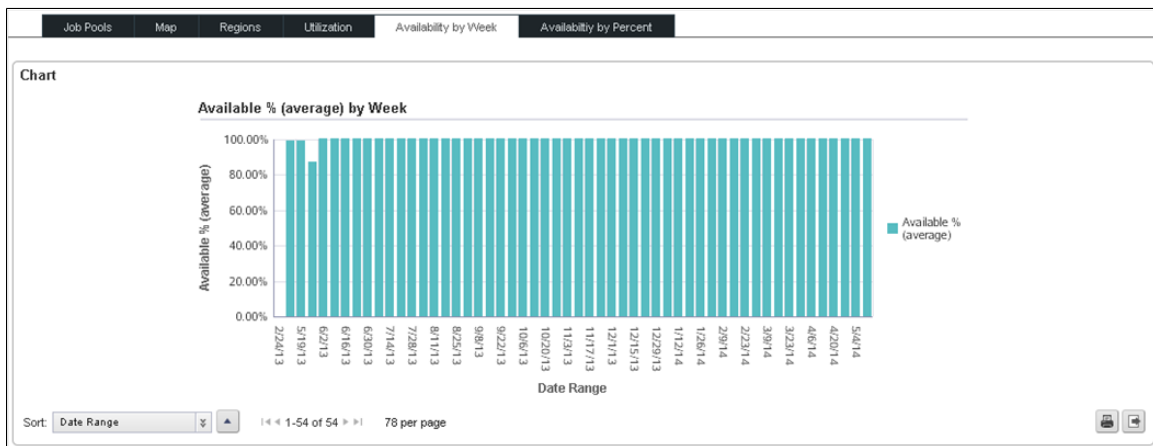 Job Pools Map Regions Utilization Availability by Week Availabiltiy by Percent
Chart
Available % (average) by Week
100.00%
80.00%
60.00%
40.00%
20.00%
0.00%
Available % (average)
Available %
(average)
2/24/13 5/19/13 6/2/13 6/16/13 6/30/13 7/14/13 7/28/13 8/11/13 8/25/13 9/8/13 9/22/13 10/6/13 10/20/13 11/3/13 11/17/13 12/1/13 12/15/13 12/29/13 1/12/14 1/26/14 2/9/14 2/23/14 3/9/14 3/23/14 4/6/14 4/20/14 5/4/14
Date Range
Sort: Date Range 1-54 of 54 78 per page